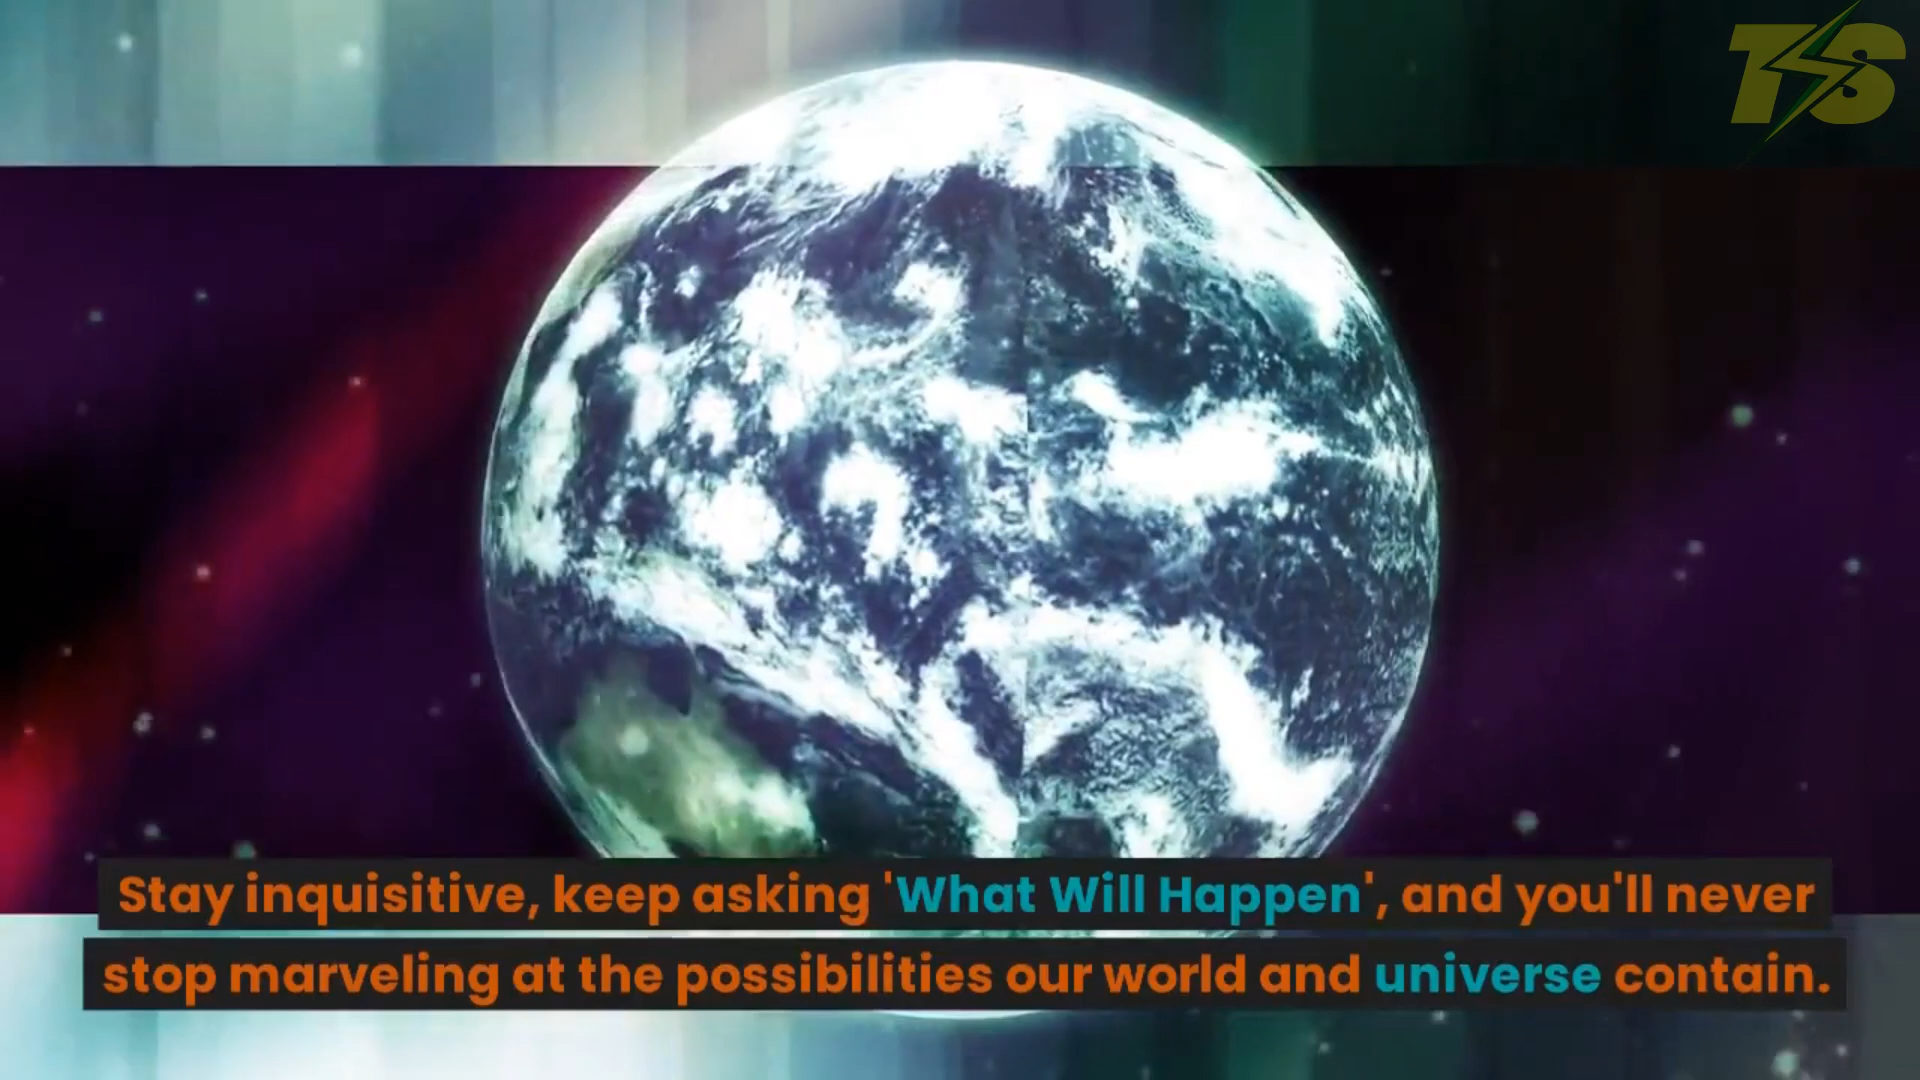 TS
Stay inquisitive, keep asking 'What Will Happen', and you'll never
stop marveling at the possibilities our world and universe contain.